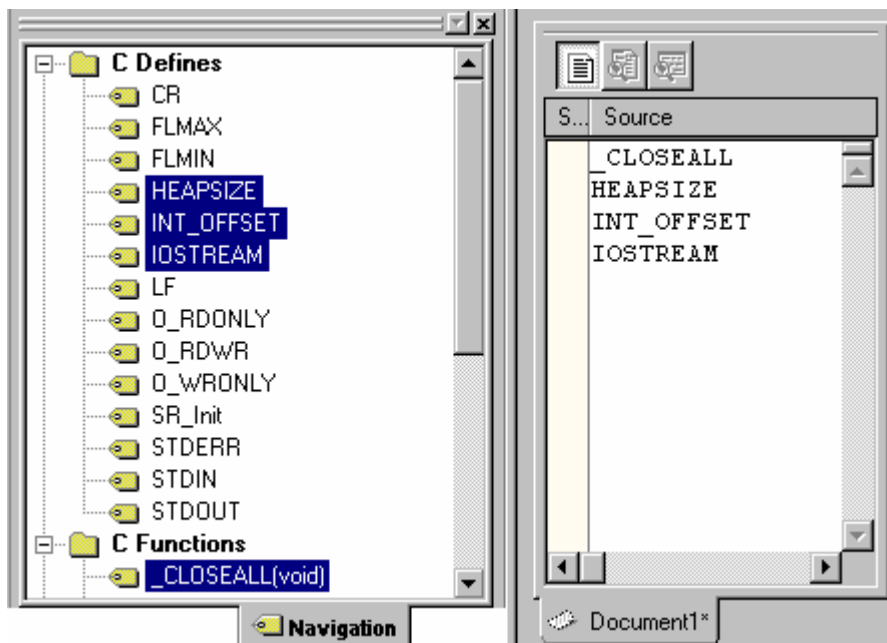 C Defines
CR
FLMAX
FLMIN
HEAPSIZE
INT_OFFSET
IOSTREAM
LF
O_RDONLY
O_RDWR
O_WRONLY
SR_Init
STDERR
STDIN
STDOUT
C Functions
_CLOSEALL(void)
Navigation
S... Source
_CLOSEALL
HEAPSIZE
INT_OFFSET
IOSTREAM
Document1*